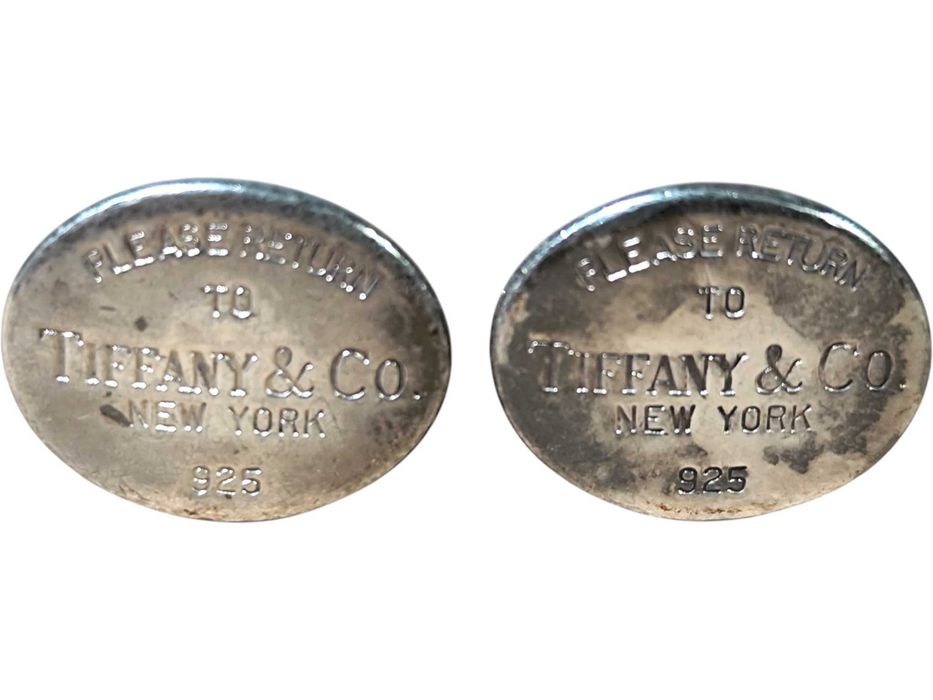 PLEASE RETURN
TO
TIFFANY & CO.
NEW YORK
925
PLEASE RETURN
TO
TIFFANY & CO.
NEW YORK
925